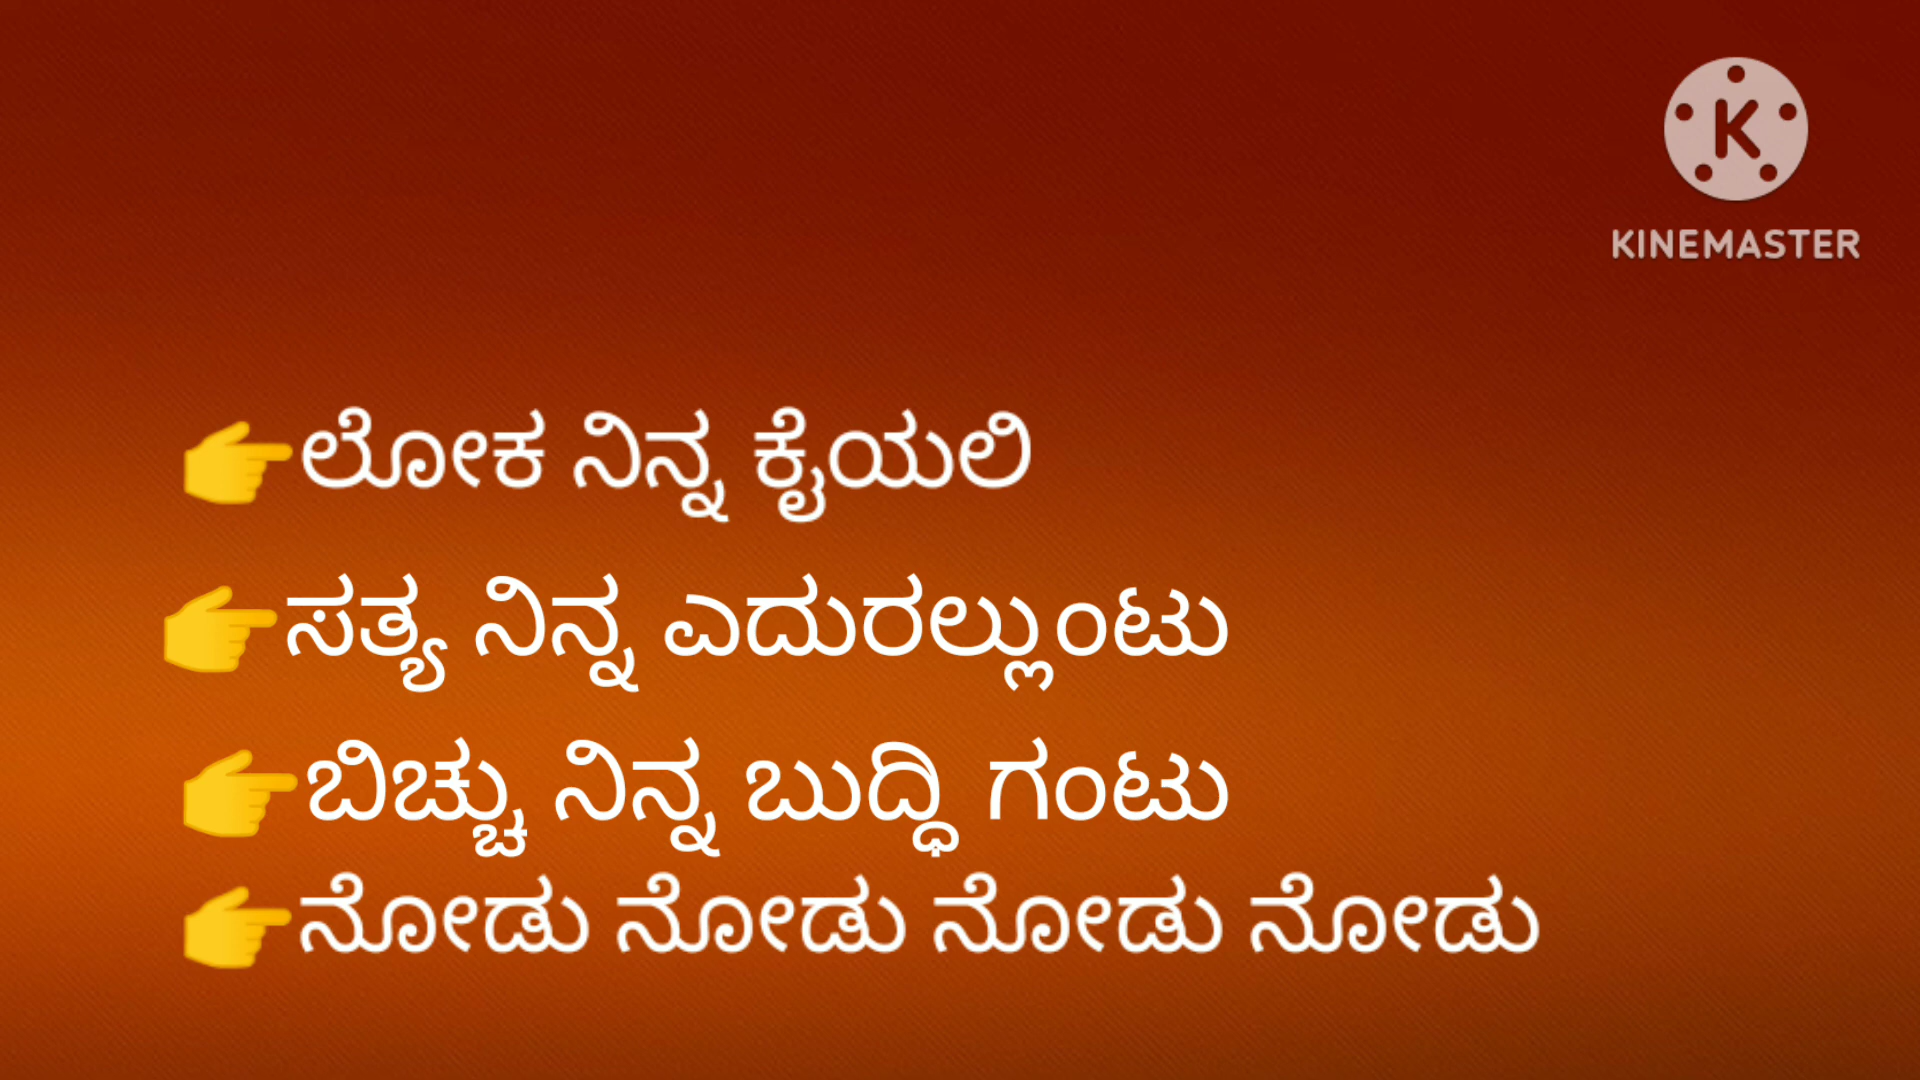 KINEMASTER
👉ಲೋಕ ನಿನ್ನ ಕೈಯಲಿ
👉ಸತ್ಯ ನಿನ್ನ ಎದುರಲ್ಲುಂಟು
👉ಬಿಚ್ಚು ನಿನ್ನ ಬುದ್ಧಿ ಗಂಟು
👉ನೋಡು ನೋಡು ನೋಡು ನೋಡು